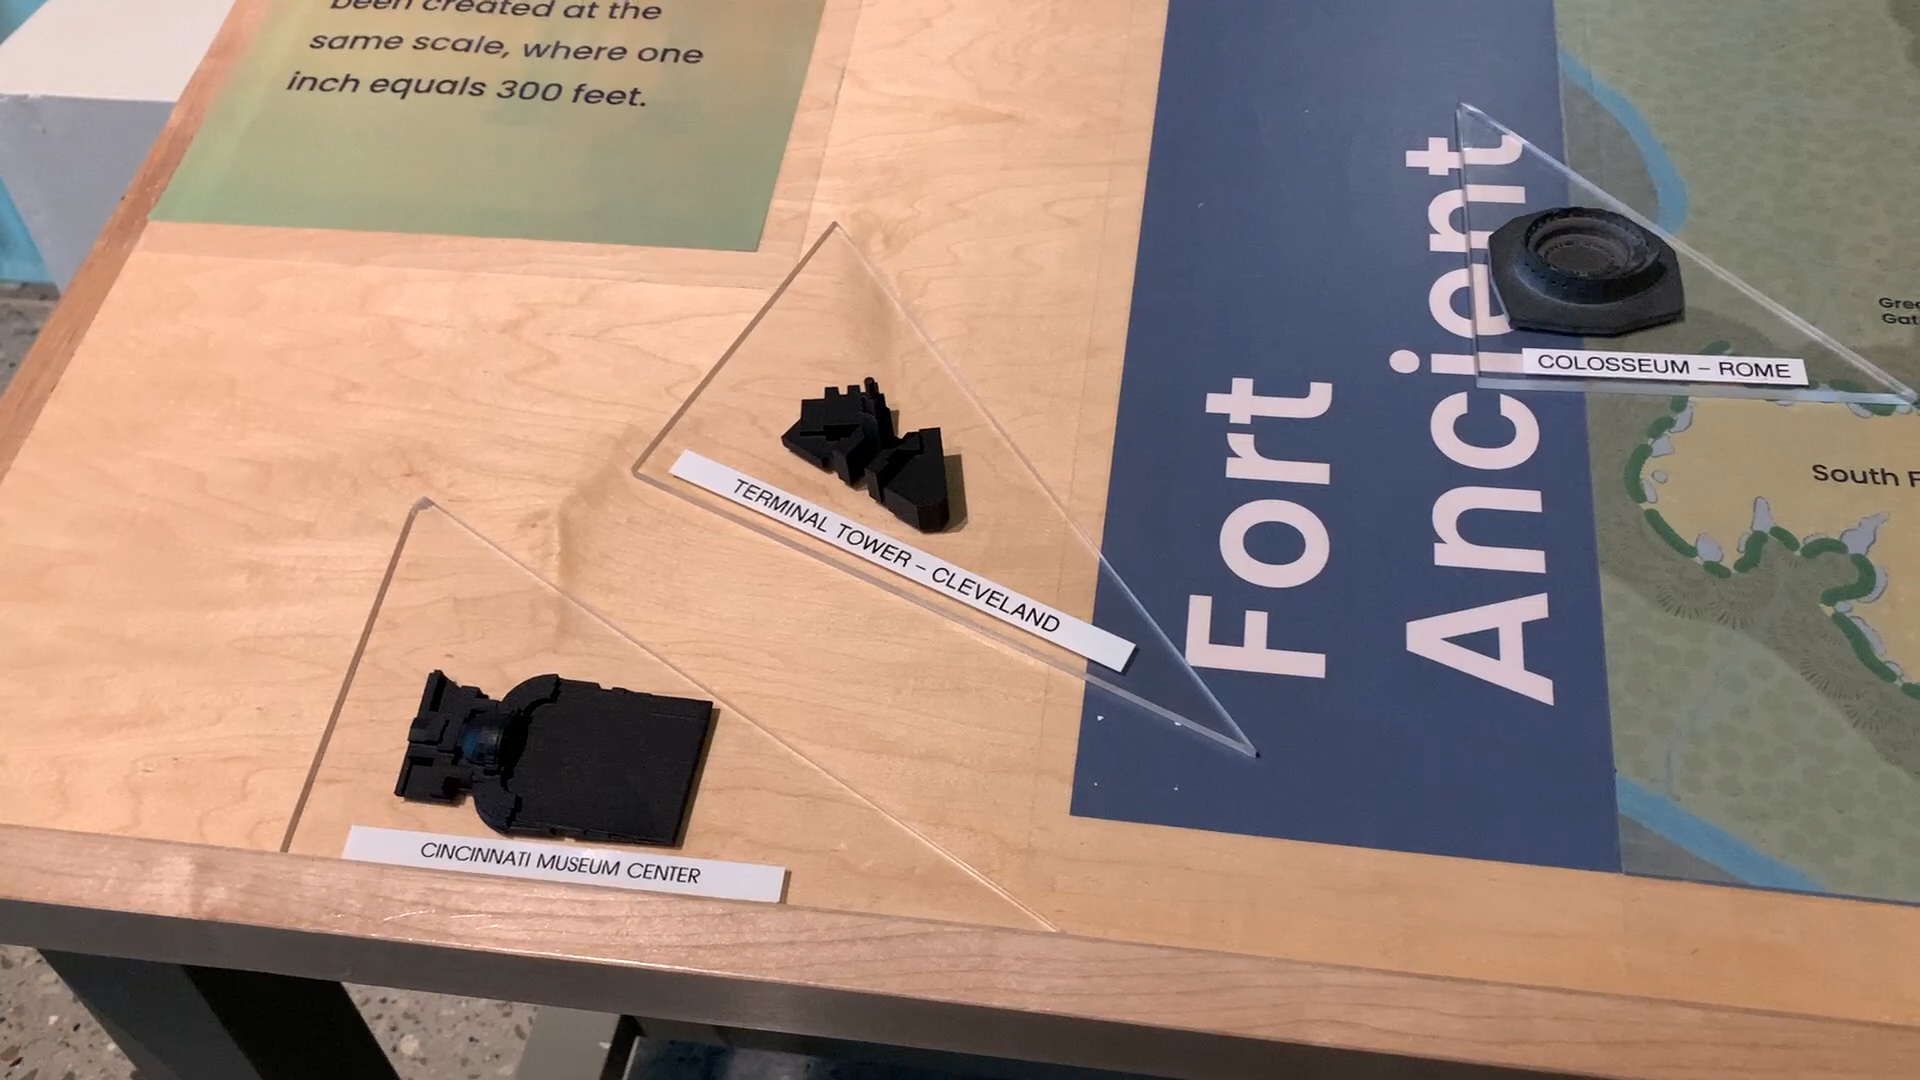 been created at the
same scale, where one
inch equals 300 feet.
Fort
Ancient
COLOSSEUM – ROME
South
TERMINAL TOWER – CLEVELAND
CINCINNATI MUSEUM CENTER